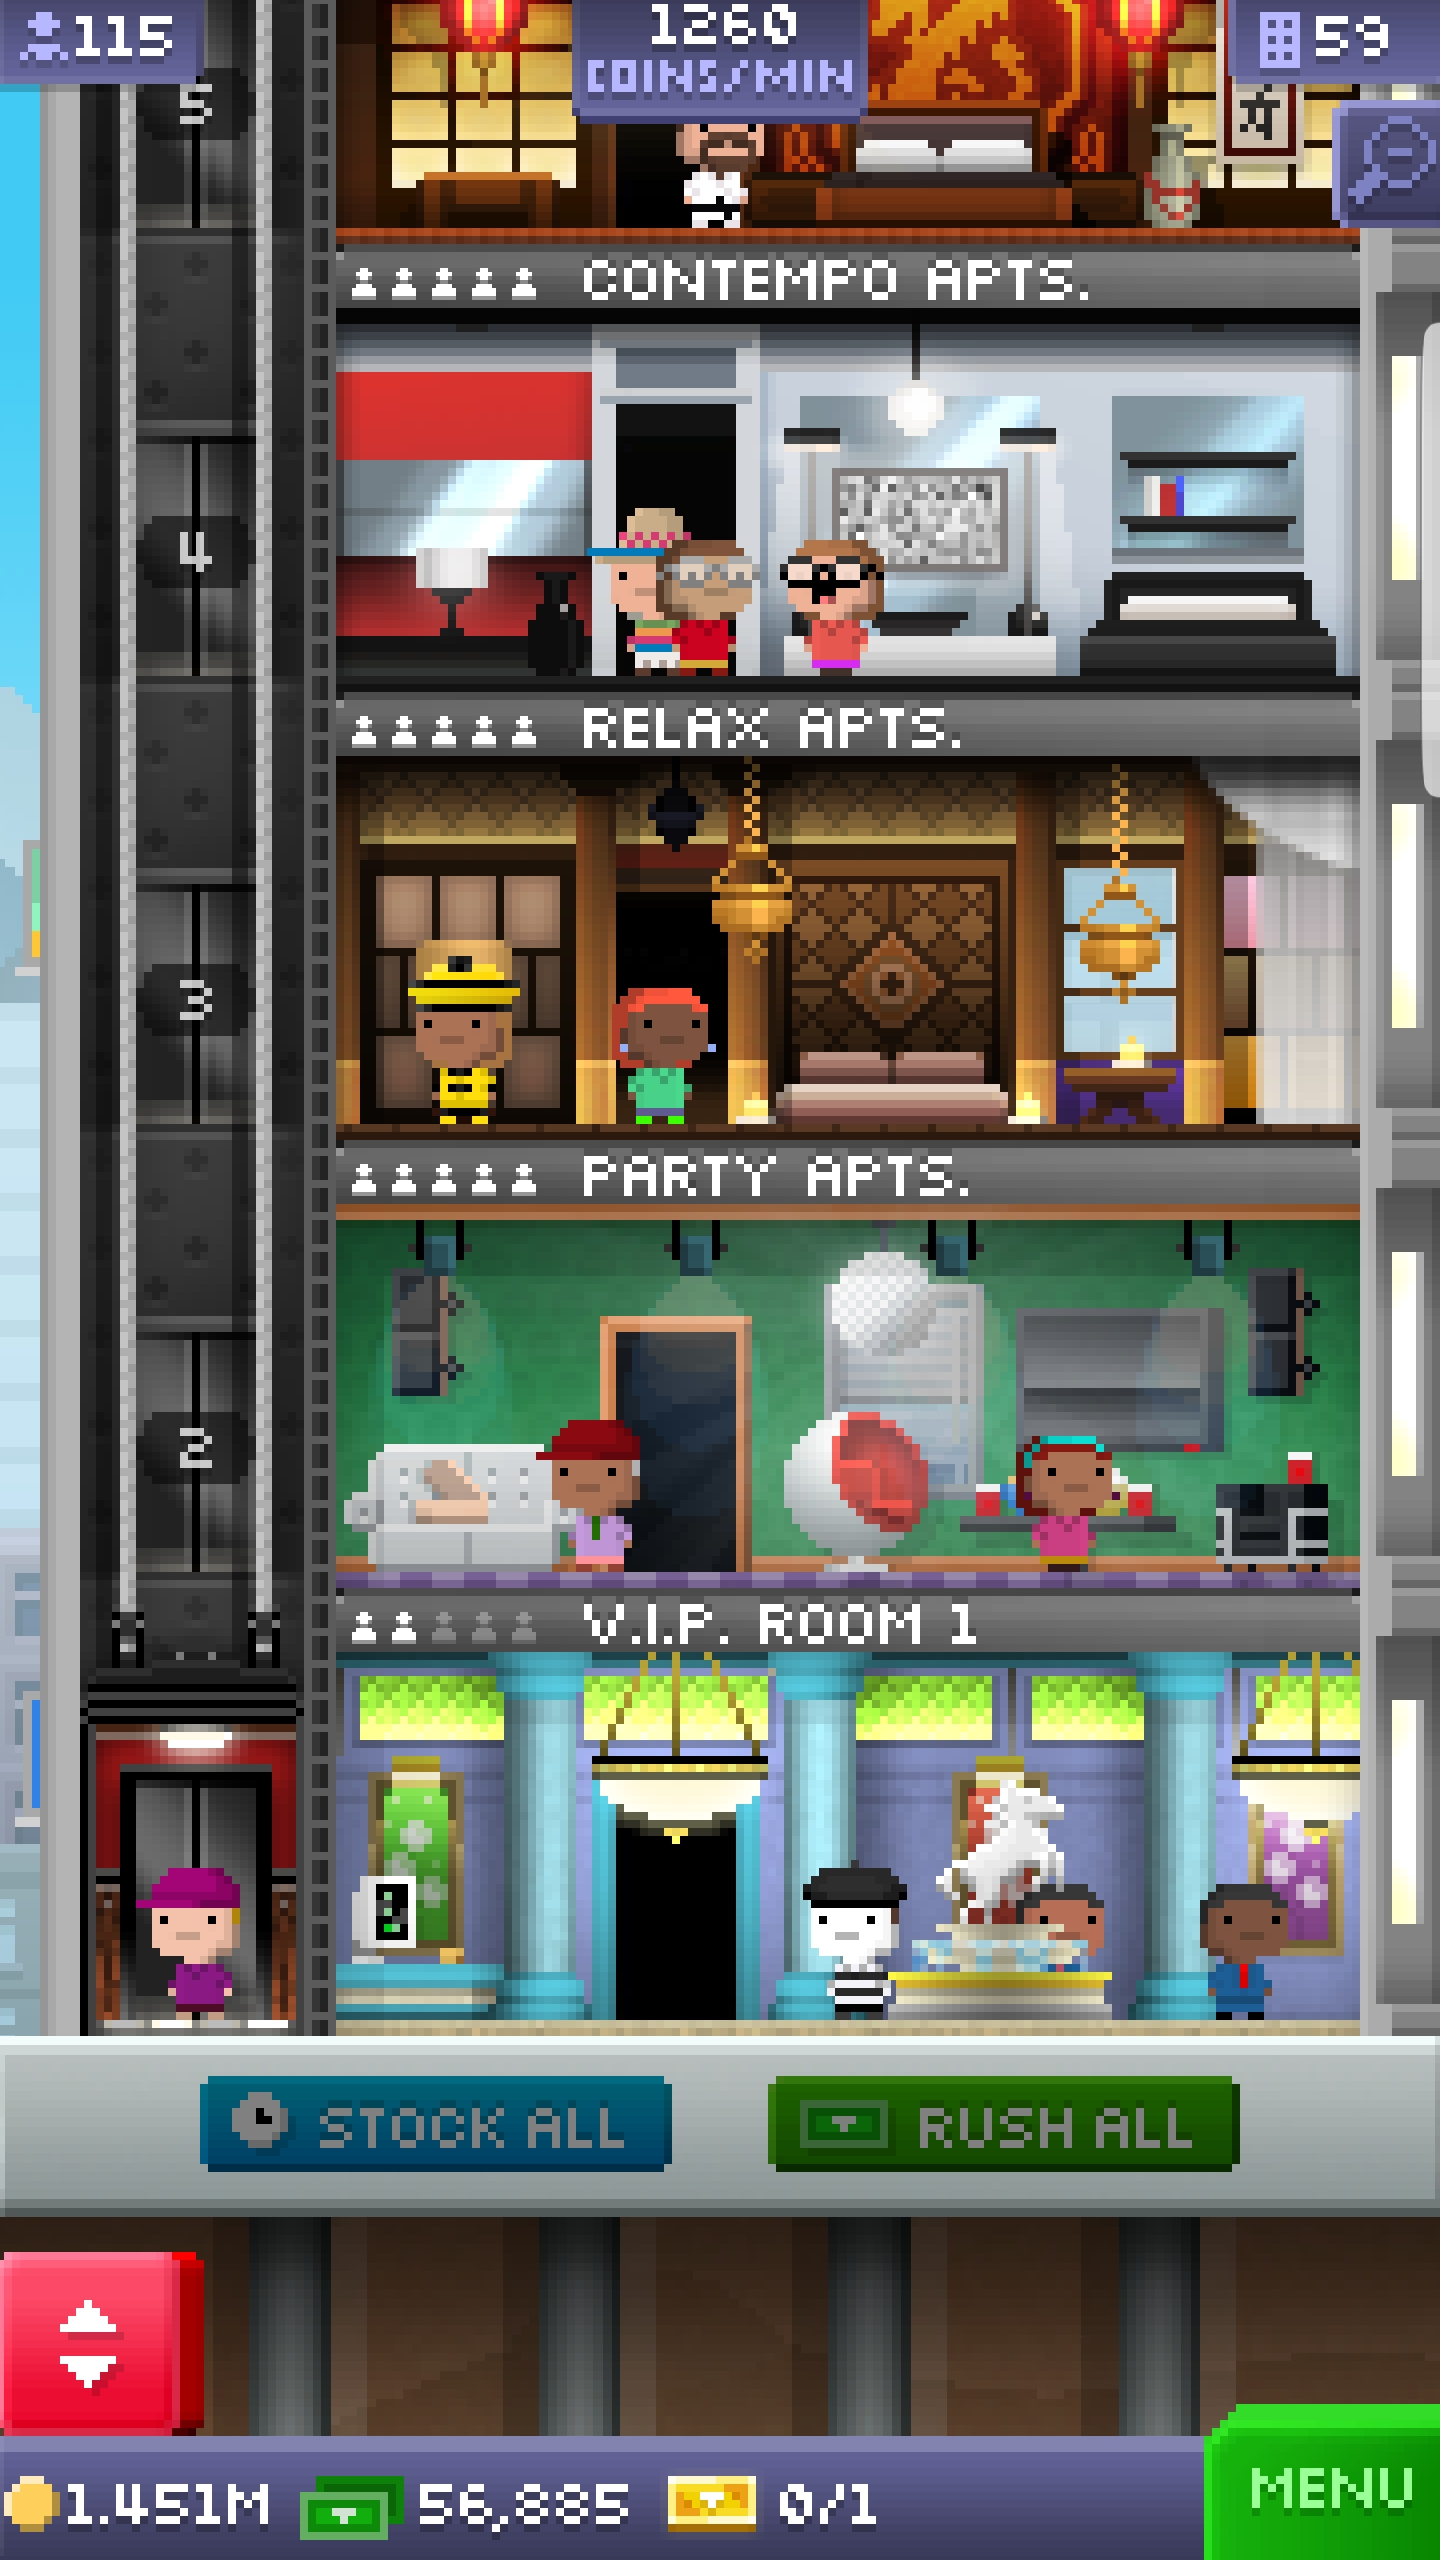 115
1260
COINS/MIN
59
5
CONTEMPO APTS.
4
RELAX APTS.
3
PARTY APTS.
2
V.I.P. ROOM 1
STOCK ALL
RUSH ALL
1.451M
56,885
0/1
MENU